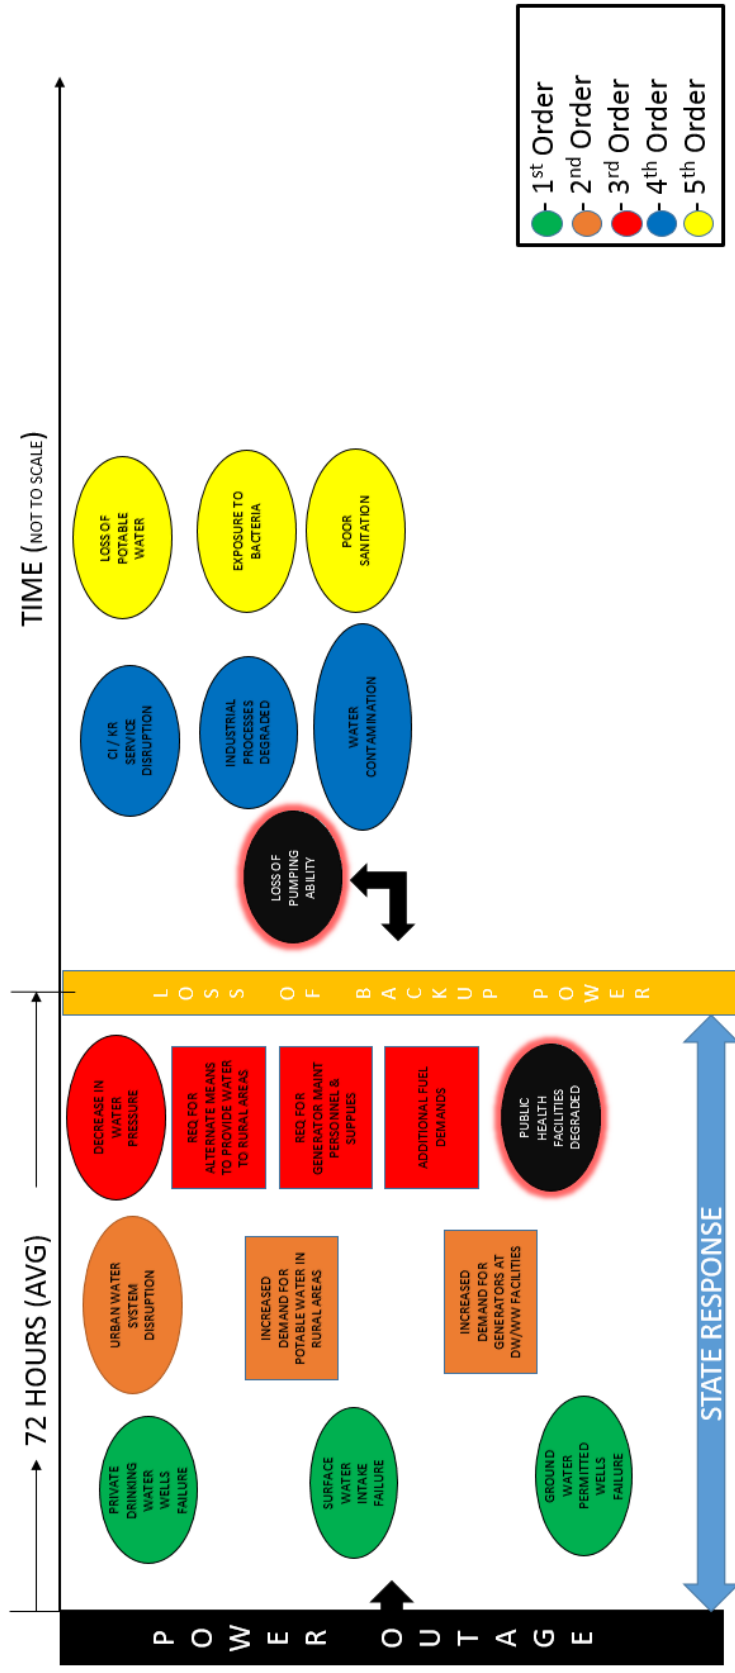 72 HOURS (AVG)
TIME (NOT TO SCALE)
POWER OUTAGE
PRIVATE
DRINKING
WATER
WELLS
FAILURE
SURFACE
WATER
INTAKE
FAILURE
GROUND
WATER
PERMITTED
WELLS
FAILURE
URBAN WATER
SYSTEM
DISRUPTION
INCREASED
DEMAND FOR
POTABLE WATER IN
RURAL AREAS
INCREASED
DEMAND FOR
GENERATORS AT
DW/WW FACILITIES
DECREASE IN
WATER
PRESSURE
REQ FOR
ALTERNATE MEANS
TO PROVIDE WATER
TO RURAL AREAS
REQ FOR
GENERATOR MAINT
PERSONNEL &
SUPPLIES
ADDITIONAL FUEL
DEMANDS
PUBLIC
HEALTH
FACILITIES
DEGRADED
LOSS OF BACKUP POWER
LOSS OF
PUMPING
ABILITY
CI / KR
SERVICE
DISRUPTION
INDUSTRIAL
PROCESSES
DEGRADED
WATER
CONTAMINATION
LOSS OF
POTABLE
WATER
EXPOSURE TO
BACTERIA
POOR
SANITATION
STATE RESPONSE
- 1st Order
- 2nd Order
- 3rd Order
- 4th Order
- 5th Order